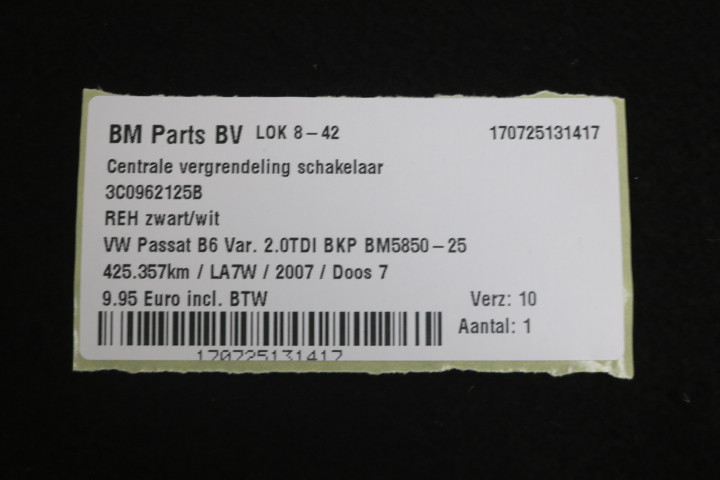 BM Parts BV LOK 8-42 170725131417
Centrale vergrendeling schakelaar
3C0962125B
REH zwart/wit
VW Passat B6 Var. 2.0TDI BKP BM5850-25
425.357km / LA7W / 2007 / Doos 7
9.95 Euro incl. BTW Verz: 10
Aantal: 1
170725131417